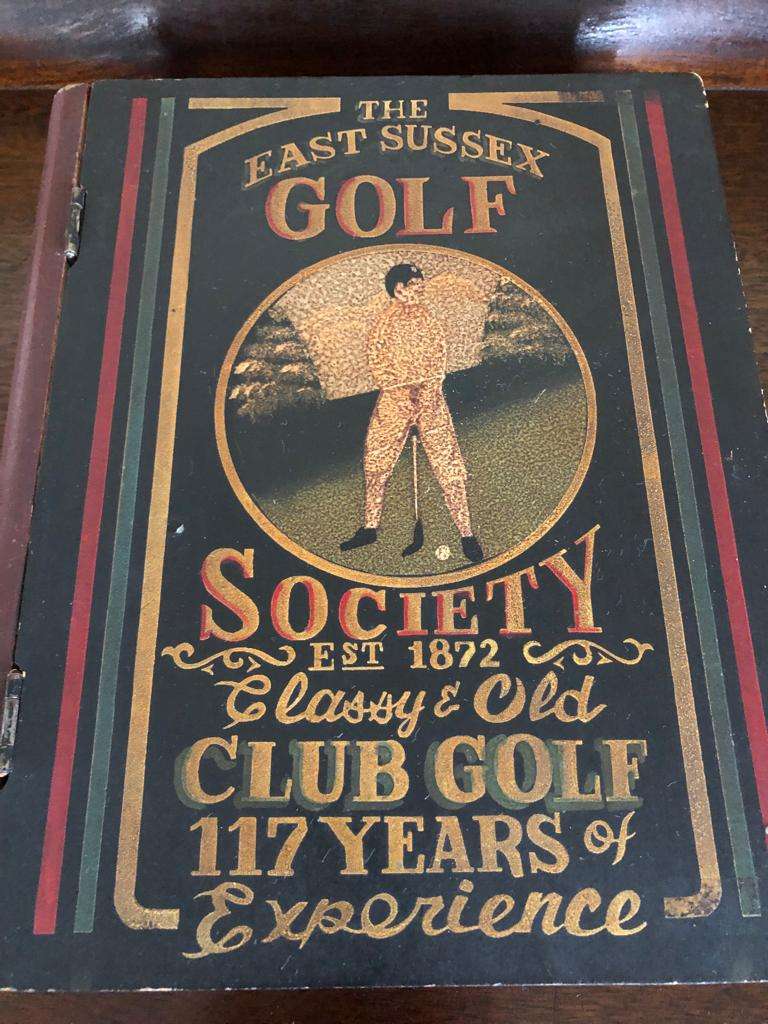 THE
EAST SUSSEX
GOLF
SOCIETY
EST 1872
Classy & Old
CLUB GOLF
117 YEARS of
Experience